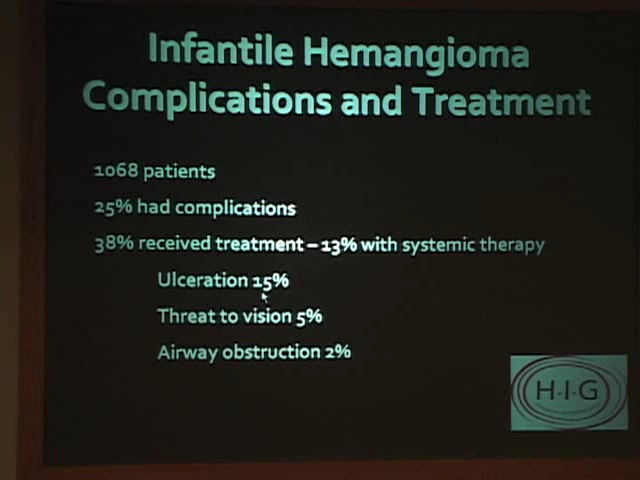 Infantile Hemangioma
Complications and Treatment
1068 patients
25% had complications
38% received treatment – 13% with systemic therapy
Ulceration 15%
Threat to vision 5%
Airway obstruction 2%
H·I·G